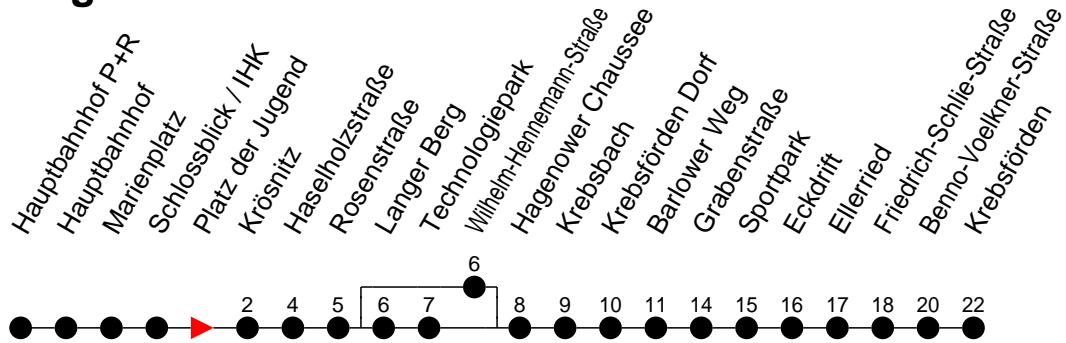 Hauptbahnhof P+R
Hauptbahnhof
Marienplatz
Schlossblick / IHK
Platz der Jugend
Krösnitz
Haselholzstraße
Rosenstraße
Langer Berg
Technologiepark
Wilhelm-Hennemann-Straße
Hagenower Chaussee
Krebsbach
Krebsförden Dorf
Barlower Weg
Grabenstraße
Sportpark
Eckdrift
Ellerried
Friedrich-Schlie-Straße
Benno-Voelkner-Straße
Krebsförden
6
2 4 5 6 7 8 9 10 11 14 15 16 17 18 20 22